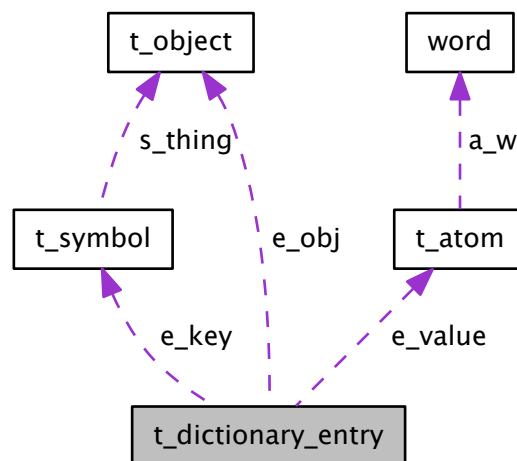 t_object
word
s_thing
a_w
t_symbol
e_obj
t_atom
e_key
e_value
t_dictionary_entry